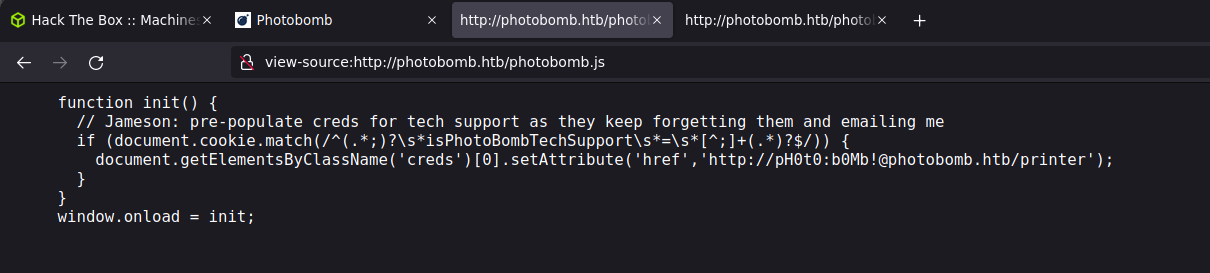 Hack The Box :: Machine
Photobomb
http://photobomb.htb/photo
http://photobomb.htb/photo
view-source:http://photobomb.htb/photobomb.js
function init() {
  // Jameson: pre-populate creds for tech support as they keep forgetting them and emailing me
  if (document.cookie.match(/^(.*;)?\s*isPhotoBombTechSupport\s*=\s*[^;]+(.*)?$/)) {
    document.getElementsByClassName('creds')[0].setAttribute('href','http://pH0t0:b0Mb!@photobomb.htb/printer');
  }
}
window.onload = init;